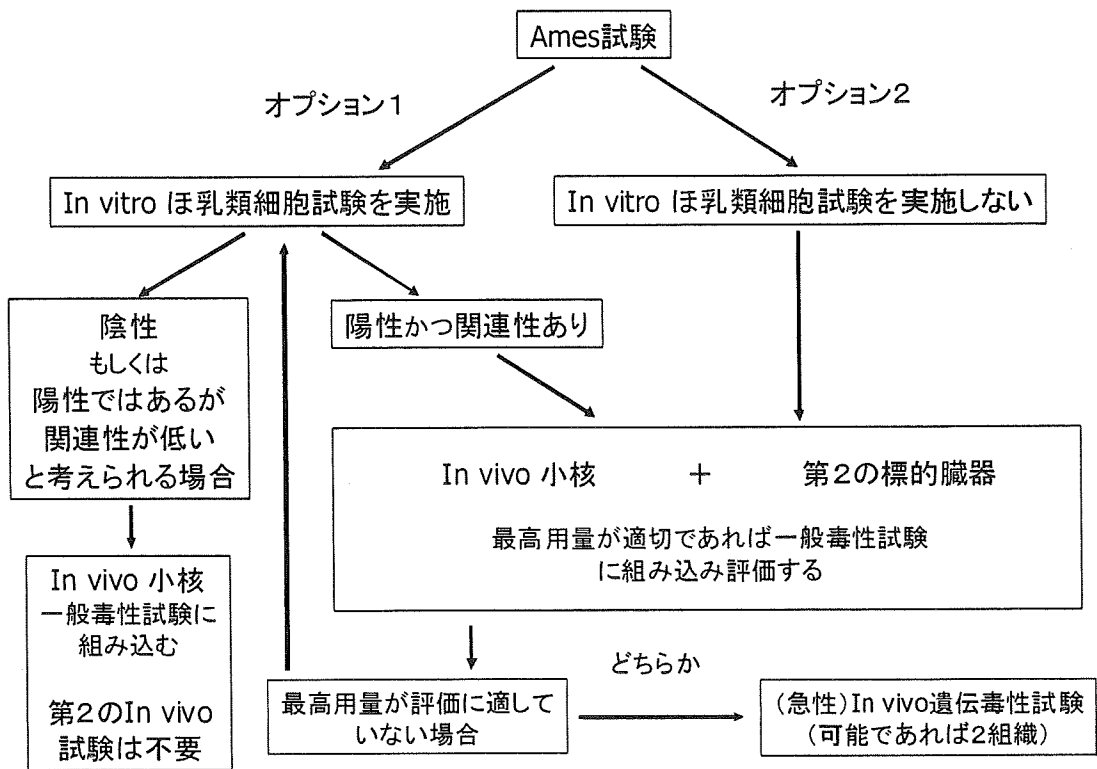 Ames試験
オプション1
オプション2
In vitro ほ乳類細胞試験を実施
In vitro ほ乳類細胞試験を実施しない
陰性
もしくは
陽性ではあるが
関連性が低い
と考えられる場合
陽性かつ関連性あり
In vivo 小核 + 第2の標的臓器
最高用量が適切であれば一般毒性試験
に組み込み評価する
In vivo 小核
一般毒性試験に
組み込む
第2のIn vivo
試験は不要
最高用量が評価に適して
いない場合
どちらか
(急性)In vivo遺伝毒性試験
(可能であれば2組織)